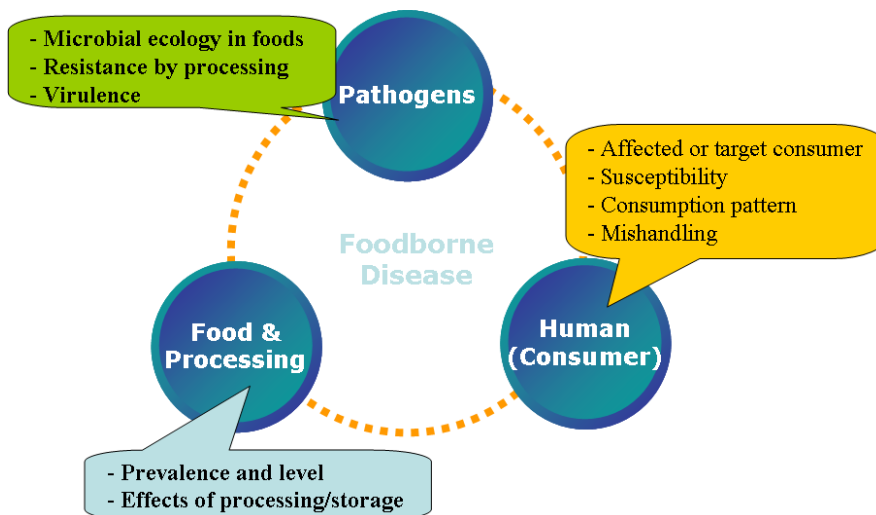 - Microbial ecology in foods
- Resistance by processing
- Virulence
Pathogens
- Affected or target consumer
- Susceptibility
- Consumption pattern
- Mishandling
Foodborne
Disease
Food &
Processing
Human
(Consumer)
- Prevalence and level
- Effects of processing/storage